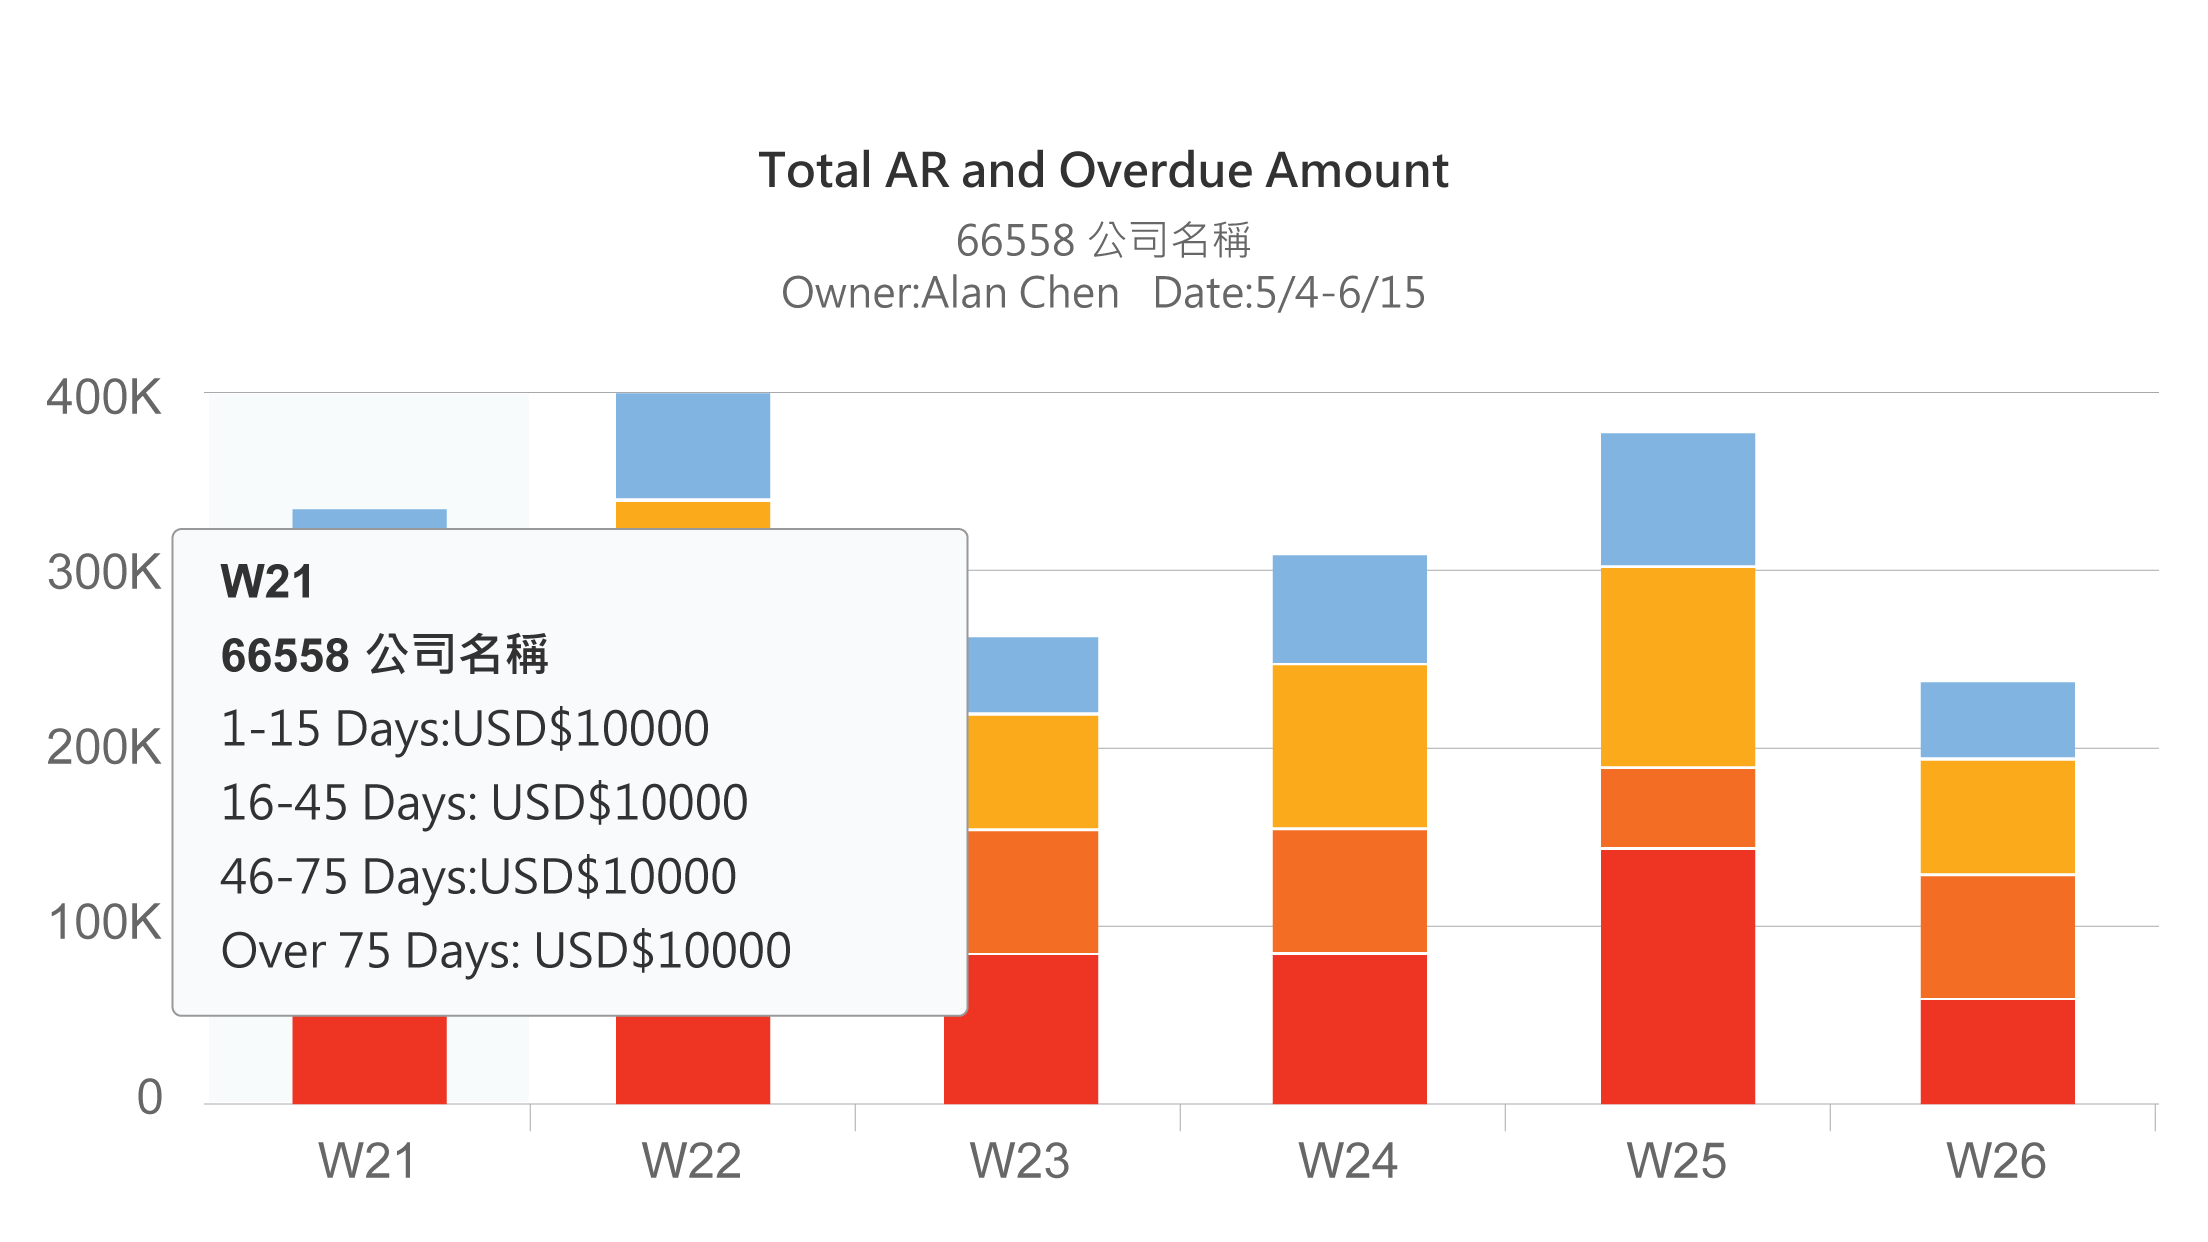 Total AR and Overdue Amount
66558 公司名稱
Owner:Alan Chen   Date:5/4-6/15
400K
300K
200K
100K
0
W21
66558 公司名稱
1-15 Days:USD$10000
16-45 Days: USD$10000
46-75 Days:USD$10000
Over 75 Days: USD$10000
W21 W22 W23 W24 W25 W26